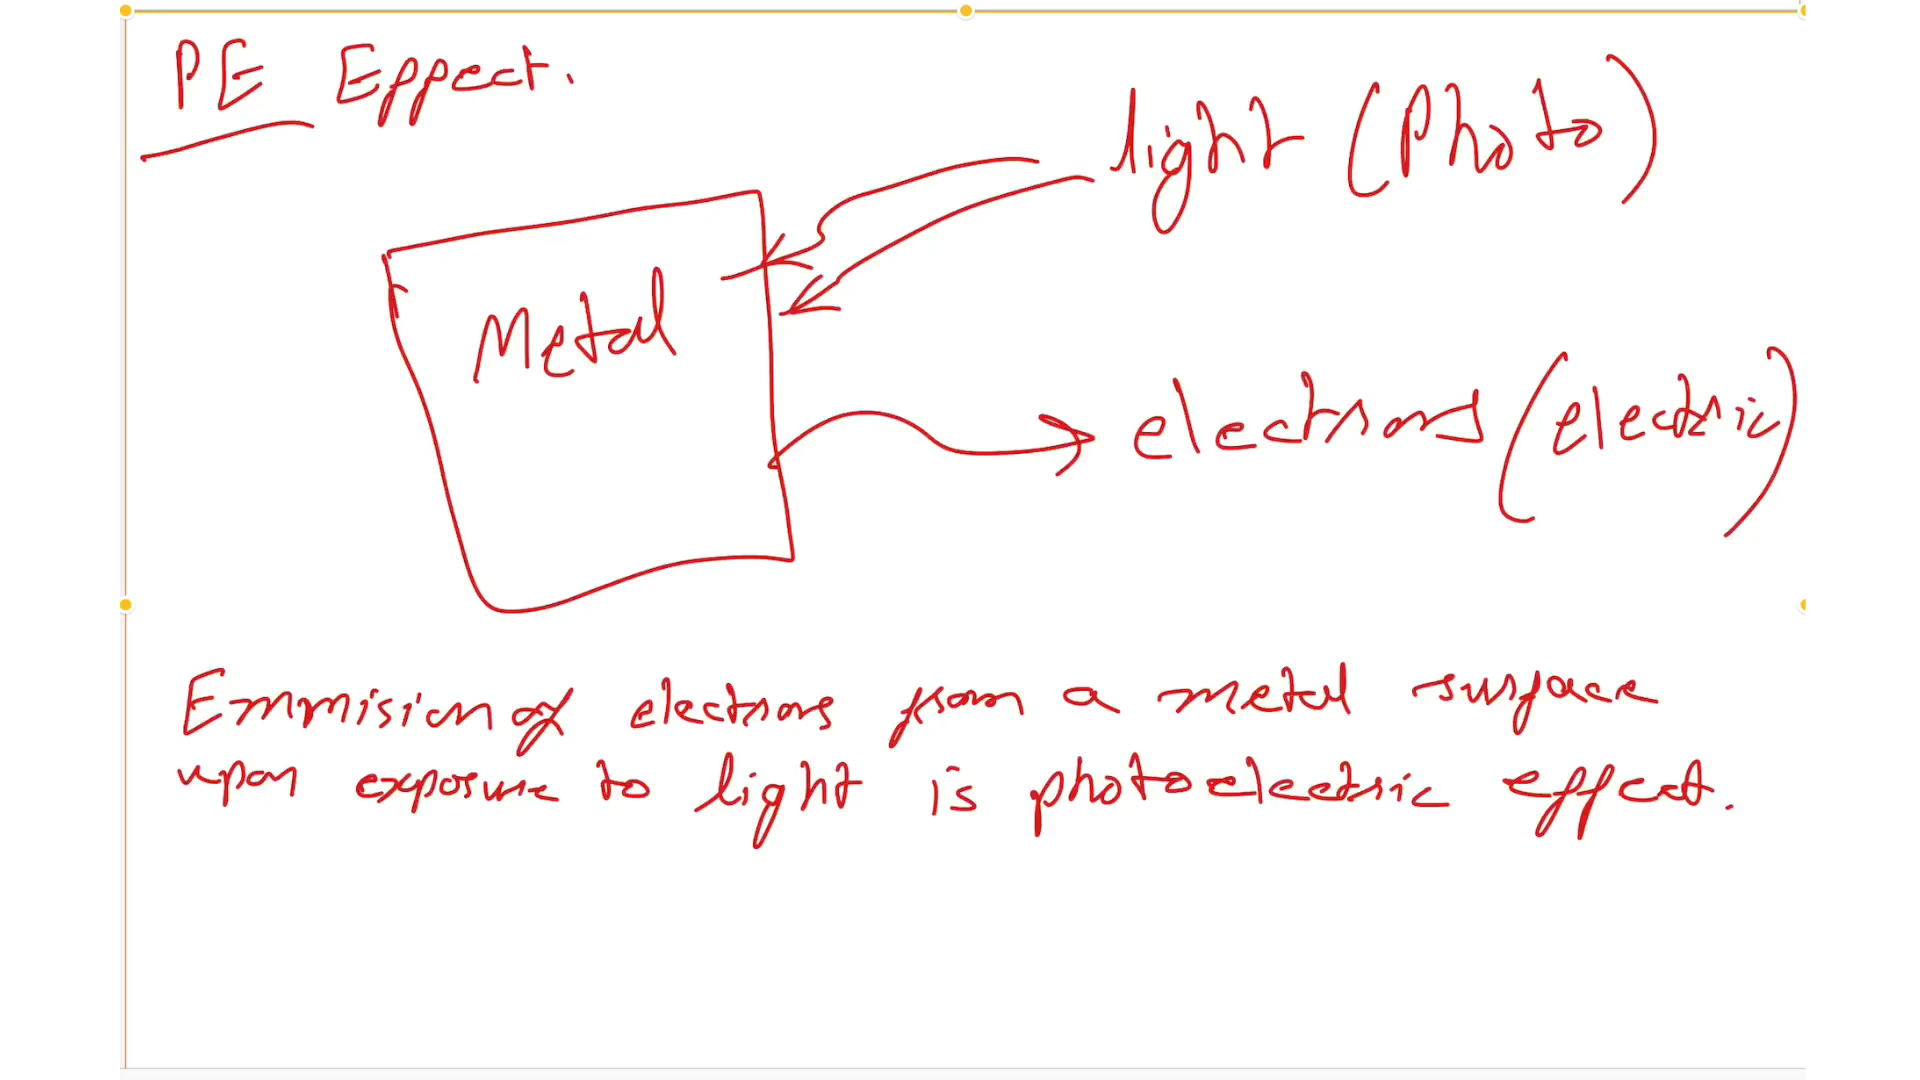 PE Effect.
light (Photo)
Metal
electrons (electric)
Emmision of electrons from a metal surface
upon exposure to light is photoelectric effect.